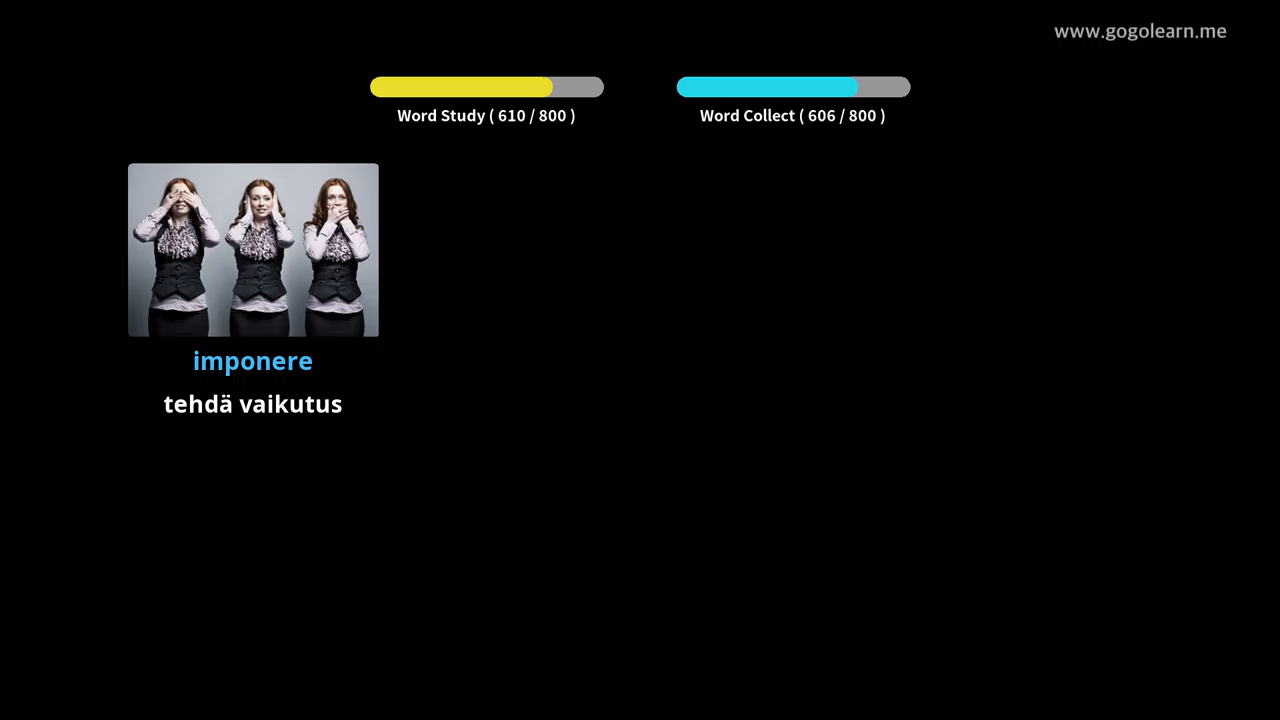 www.gogolearn.me
Word Study ( 610 / 800 )
Word Collect ( 606 / 800 )
imponere
tehdä vaikutus